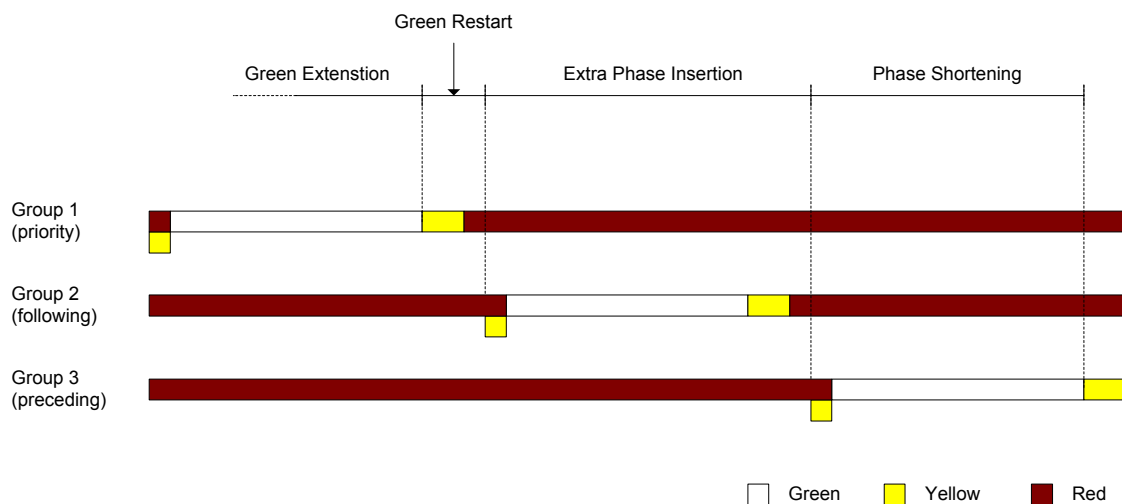 Green Restart
Green Extenstion
Extra Phase Insertion
Phase Shortening
Group 1
(priority)
Group 2
(following)
Group 3
(preceding)
Green
Yellow
Red